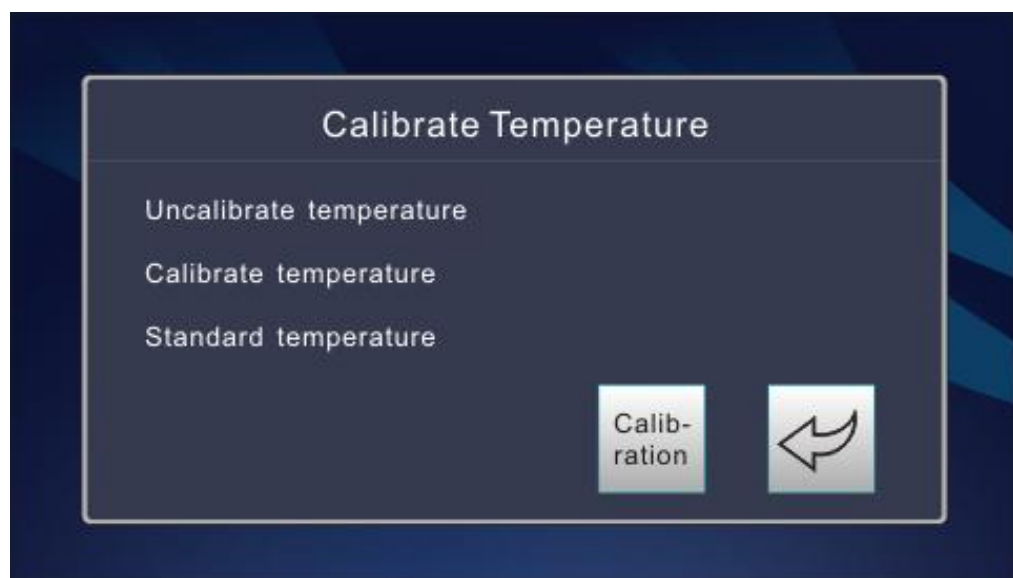 Calibrate Temperature
Uncalibrate temperature
Calibrate temperature
Standard temperature
Calib-
ration